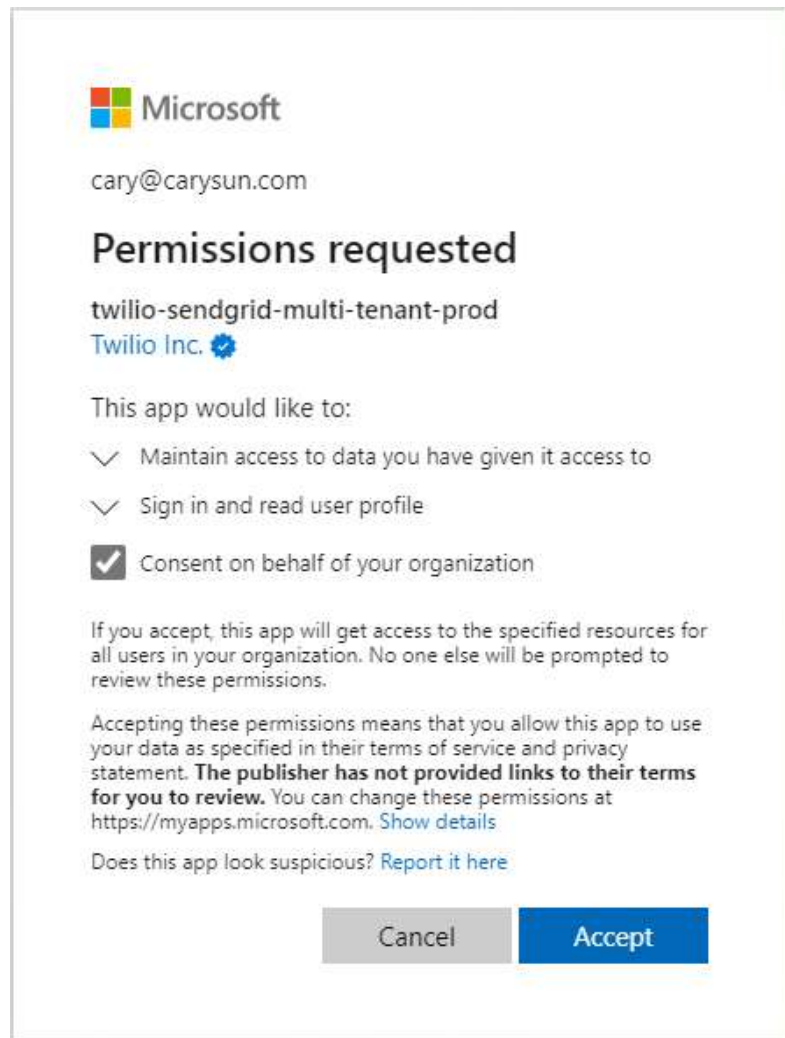 Microsoft
cary@carysun.com
Permissions requested
twilio-sendgrid-multi-tenant-prod
Twilio Inc.
This app would like to:
Maintain access to data you have given it access to
Sign in and read user profile
Consent on behalf of your organization
If you accept, this app will get access to the specified resources for
all users in your organization. No one else will be prompted to
review these permissions.
Accepting these permissions means that you allow this app to use
your data as specified in their terms of service and privacy
statement. The publisher has not provided links to their terms
for you to review. You can change these permissions at
https://myapps.microsoft.com. Show details
Does this app look suspicious? Report it here
Cancel Accept